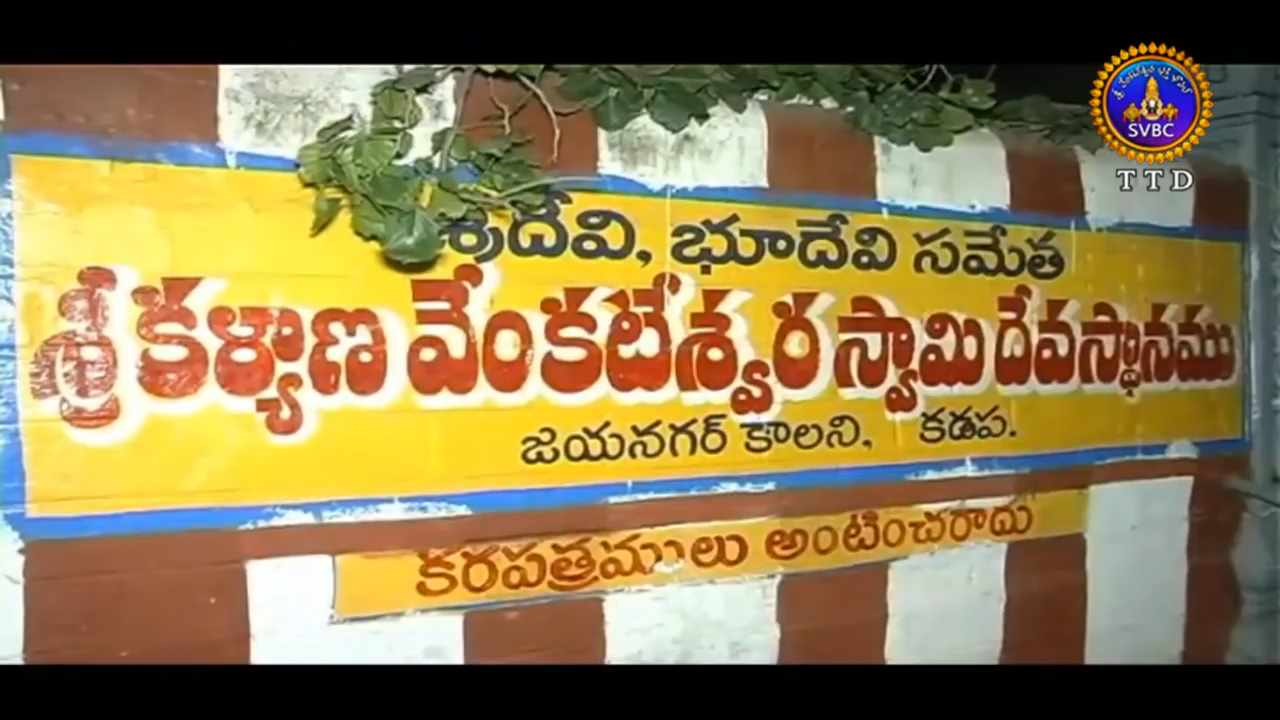 SVBC
TTD
శ్రీదేవి, భూదేవి సమేత
శ్రీ కళ్యాణ వేంకటేశ్వర స్వామి దేవస్థానము
జయనగర్ కాలని, కడప.
కరపత్రములు అంటించరాదు